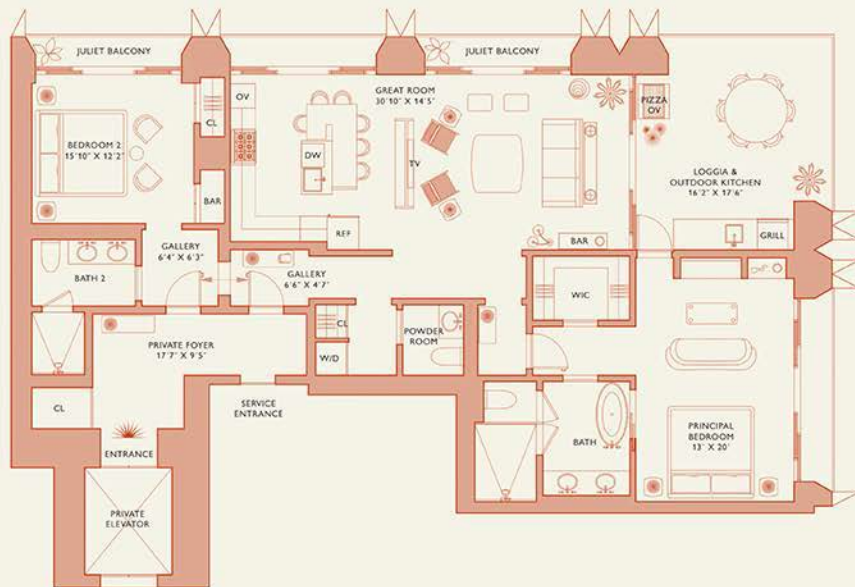 JULIET BALCONY
JULIET BALCONY
GREAT ROOM
30'10" X 14'5"
OV
CL
PIZZA
OV
BEDROOM 2
15'10" X 12'2"
DW
TV
LOGGIA &
OUTDOOR KITCHEN
16'2" X 17'6"
BAR
REF
BAR
GRILL
GALLERY
6'4" X 6'3"
BATH 2
GALLERY
6'6" X 4'7"
WIC
CL
POWDER
ROOM
PRIVATE FOYER
17'7" X 9'5"
W/D
CL
SERVICE
ENTRANCE
PRINCIPAL
BEDROOM
13' X 20'
BATH
ENTRANCE
PRIVATE
ELEVATOR